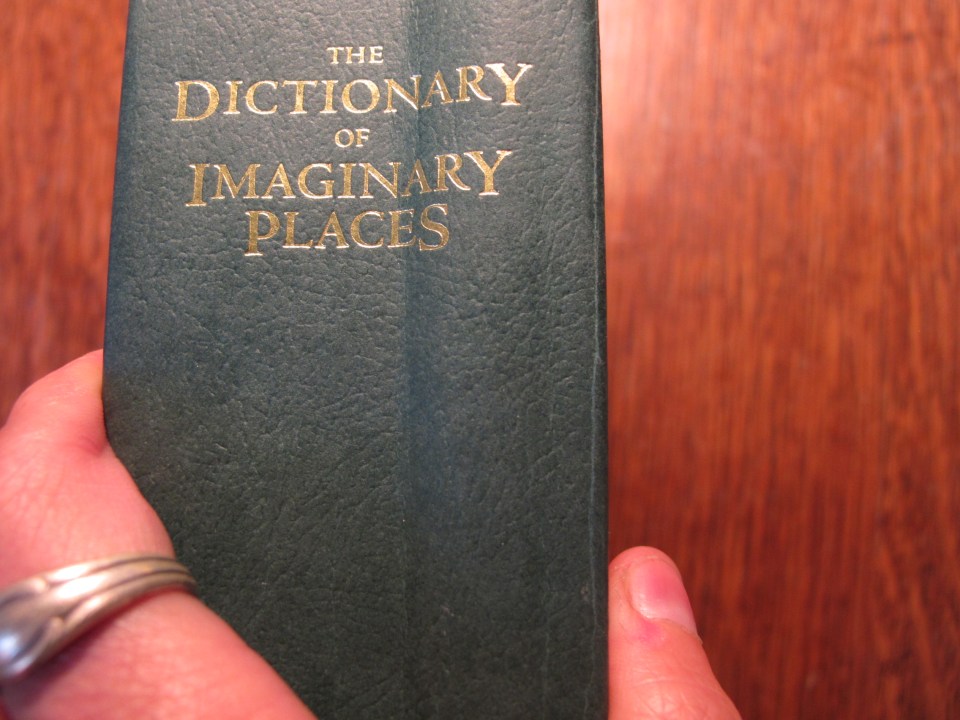 THE
DICTIONARY
OF
IMAGINARY
PLACES